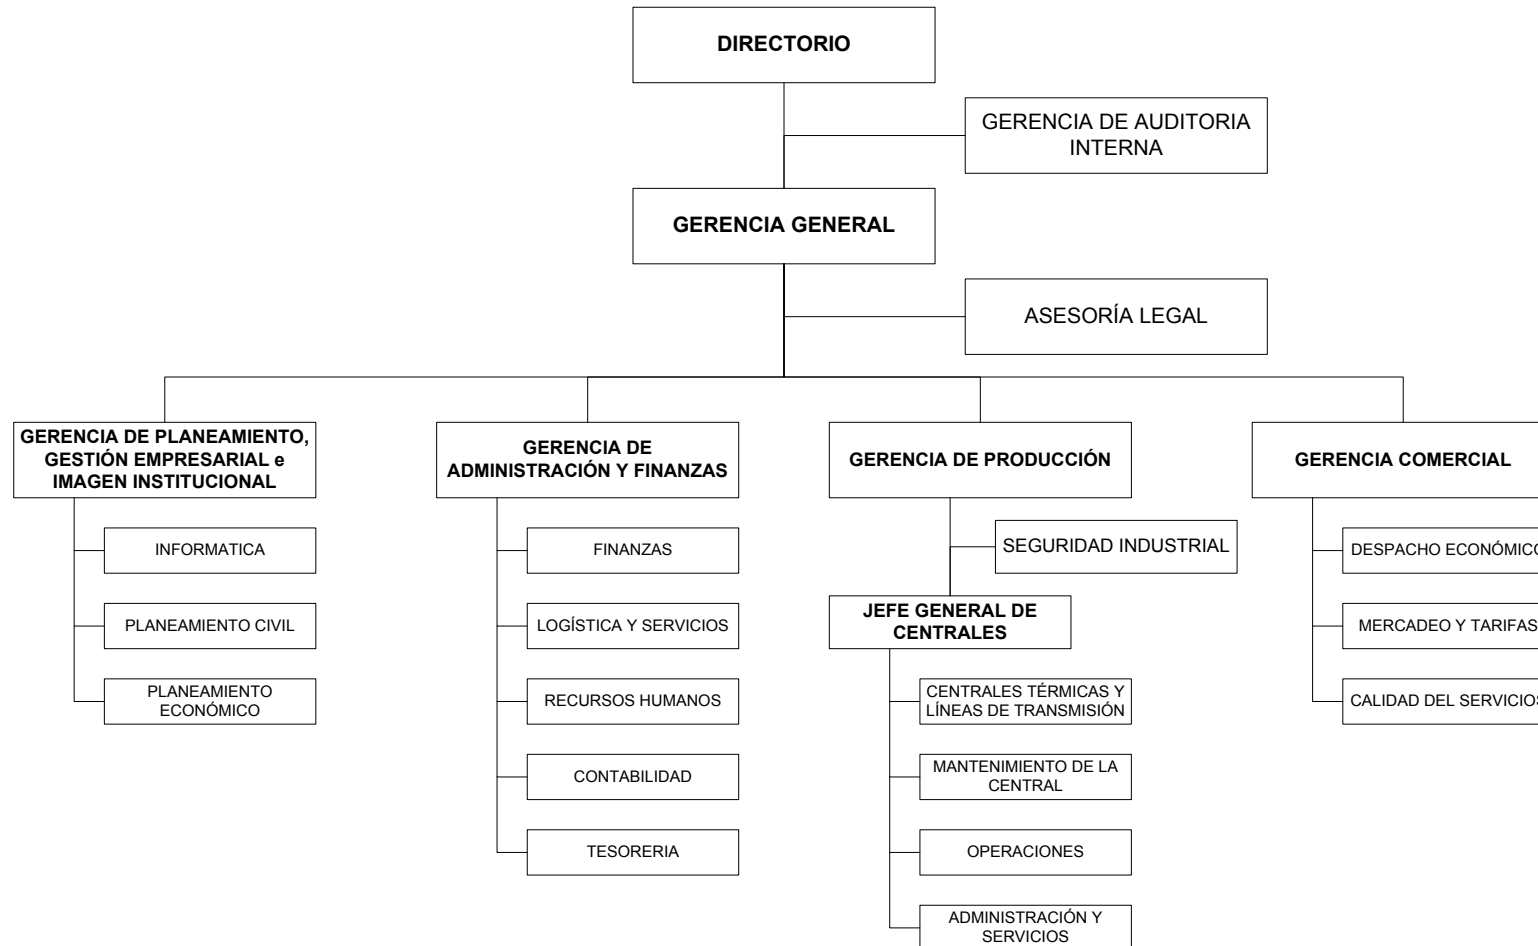 DIRECTORIO
GERENCIA DE AUDITORIA
INTERNA
GERENCIA GENERAL
ASESORÍA LEGAL
GERENCIA DE PLANEAMIENTO,
GESTIÓN EMPRESARIAL e
IMAGEN INSTITUCIONAL
INFORMATICA
PLANEAMIENTO CIVIL
PLANEAMIENTO
ECONÓMICO
GERENCIA DE
ADMINISTRACIÓN Y FINANZAS
FINANZAS
LOGÍSTICA Y SERVICIOS
RECURSOS HUMANOS
CONTABILIDAD
TESORERIA
GERENCIA DE PRODUCCIÓN
SEGURIDAD INDUSTRIAL
JEFE GENERAL DE
CENTRALES
CENTRALES TÉRMICAS Y
LÍNEAS DE TRANSMISIÓN
MANTENIMIENTO DE LA
CENTRAL
OPERACIONES
ADMINISTRACIÓN Y
SERVICIOS
GERENCIA COMERCIAL
DESPACHO ECONÓMICO
MERCADEO Y TARIFAS
CALIDAD DEL SERVICIOS